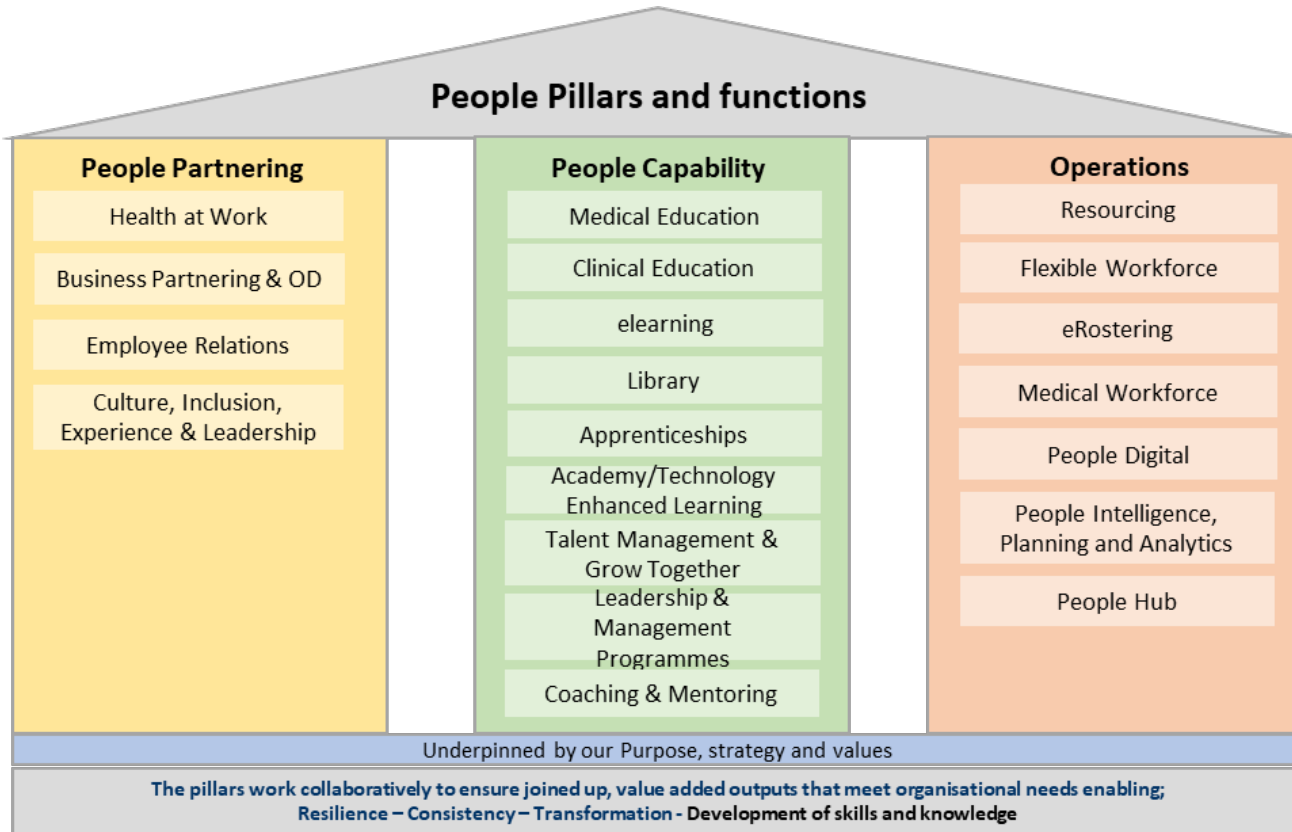 People Pillars and functions
People Partnering
Health at Work
Business Partnering & OD
Employee Relations
Culture, Inclusion,
Experience & Leadership
People Capability
Medical Education
Clinical Education
elearning
Library
Apprenticeships
Academy/Technology
Enhanced Learning
Talent Management &
Grow Together
Leadership &
Management
Programmes
Coaching & Mentoring
Operations
Resourcing
Flexible Workforce
eRostering
Medical Workforce
People Digital
People Intelligence,
Planning and Analytics
People Hub
Underpinned by our Purpose, strategy and values
The pillars work collaboratively to ensure joined up, value added outputs that meet organisational needs enabling;
Resilience – Consistency – Transformation - Development of skills and knowledge